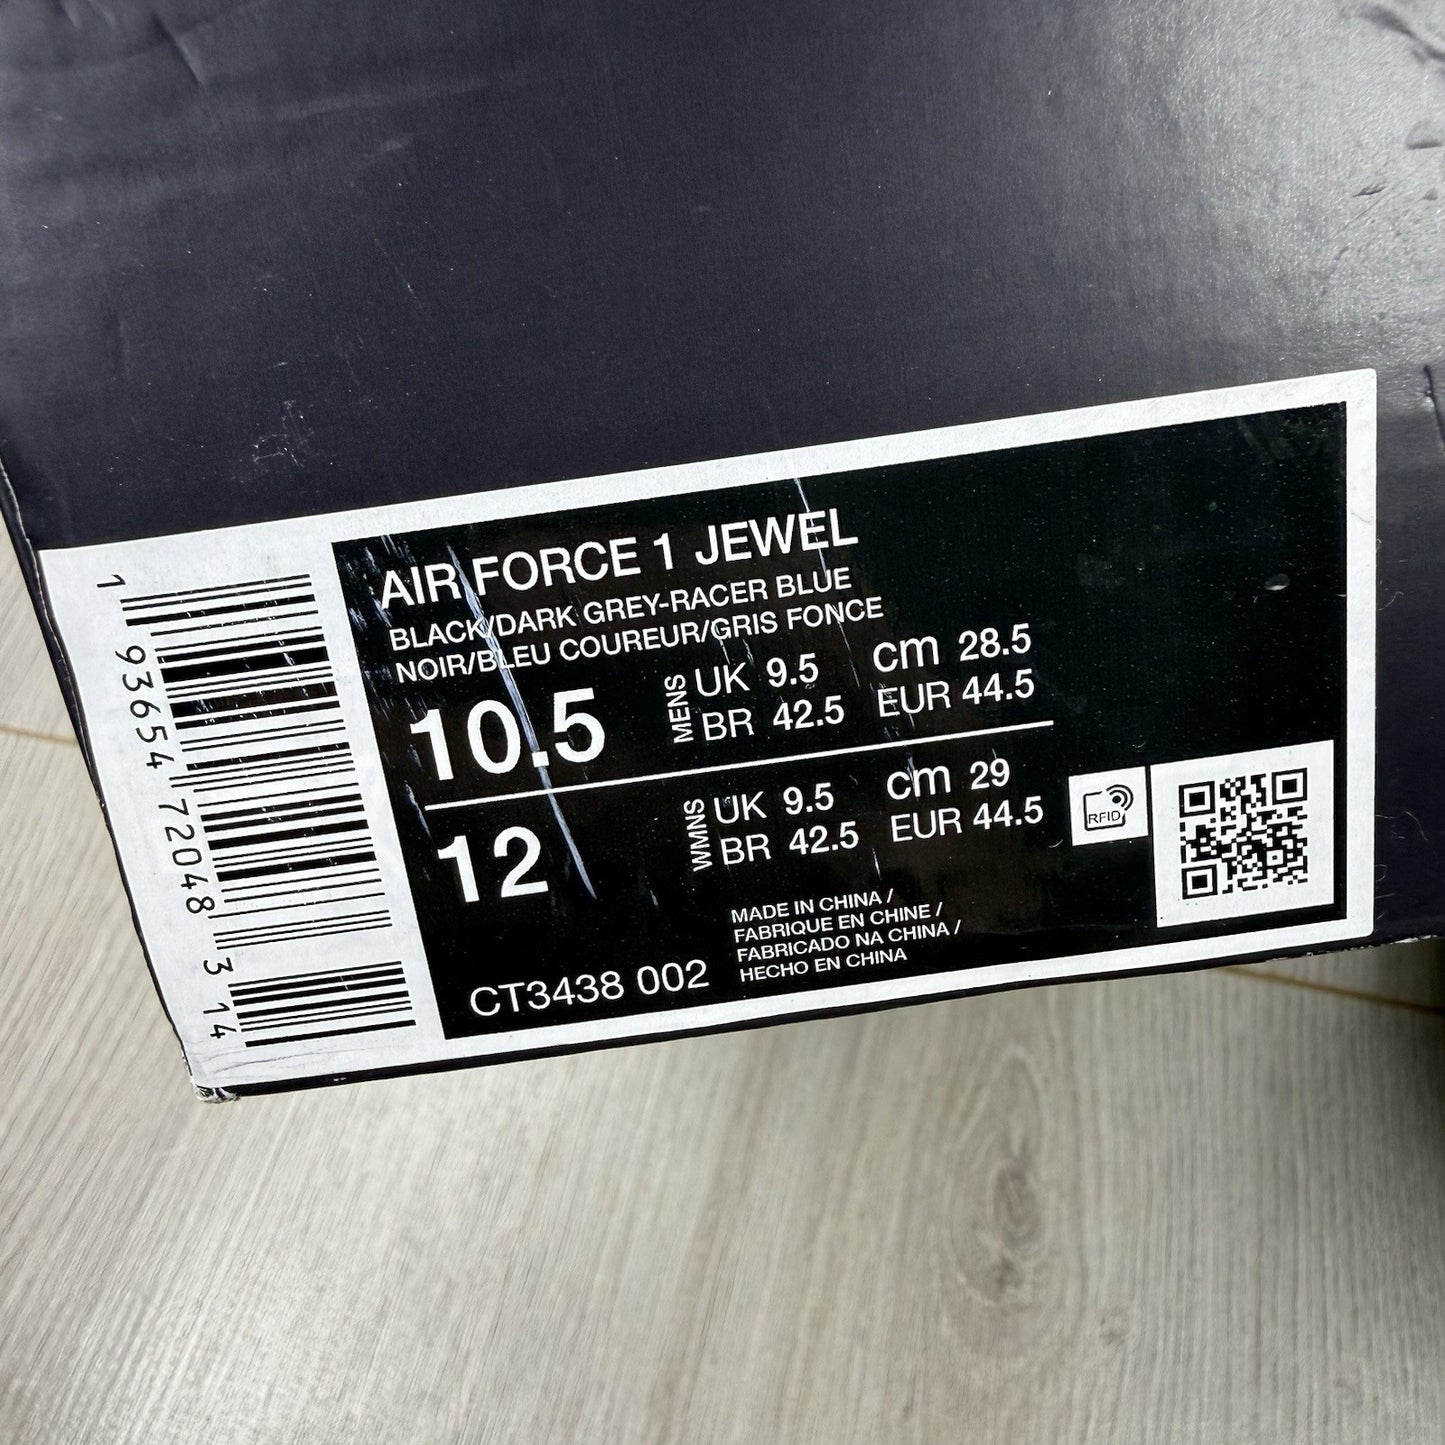 AIR FORCE 1 JEWEL
BLACK/DARK GREY-RACER BLUE
NOIR/BLEU COUREUR/GRIS FONCE
10.5 MENS UK 9.5 cm 28.5
BR 42.5 EUR 44.5
12 WMNS UK 9.5 cm 29
BR 42.5 EUR 44.5
RFID
MADE IN CHINA /
FABRIQUE EN CHINE /
FABRICADO NA CHINA /
HECHO EN CHINA
CT3438 002
1 93654 72048 3 14